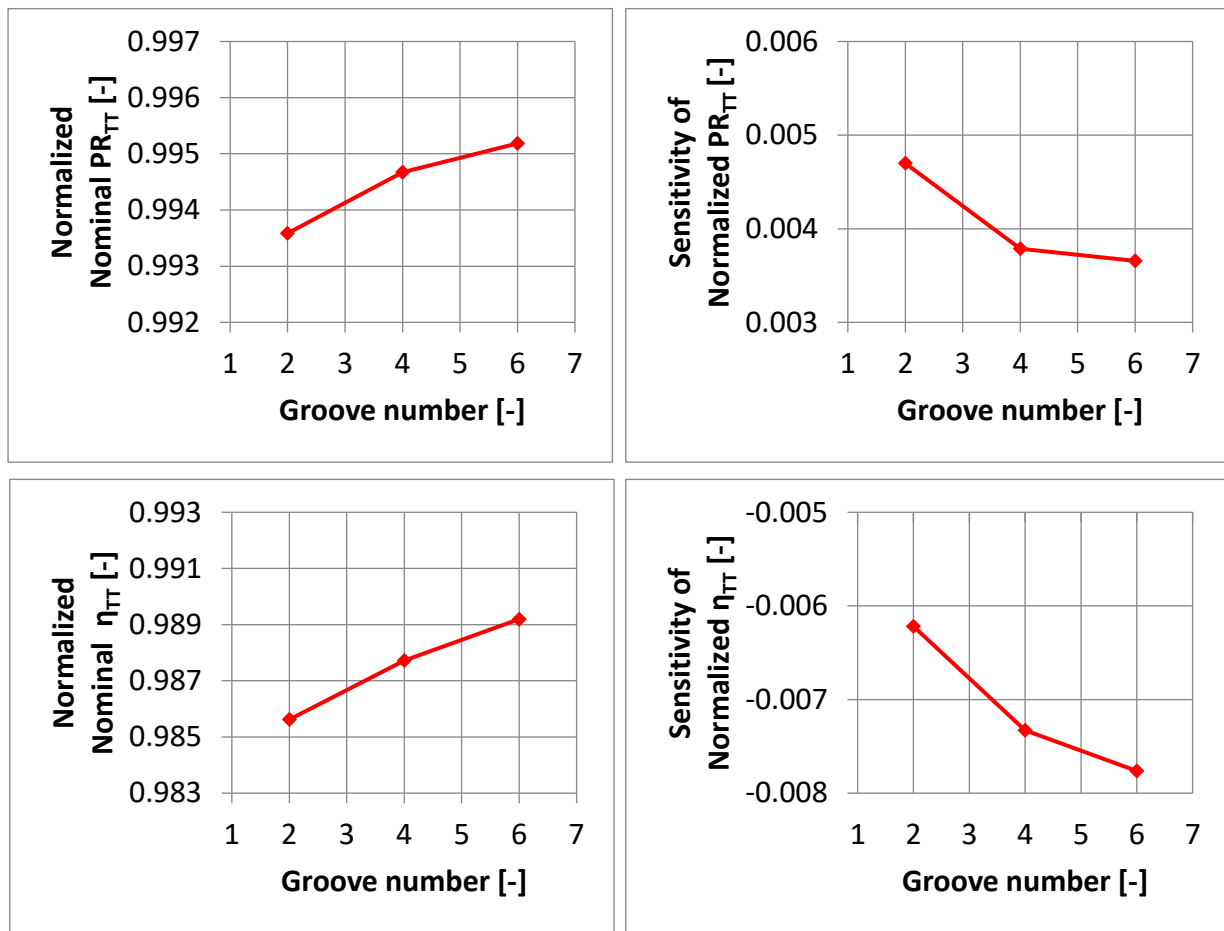 Normalized
Nominal PR_TT [-]
0.997
0.996
0.995
0.994
0.993
0.992
1 2 3 4 5 6 7
Groove number [-]
Sensitivity of
Normalized PR_TT [-]
0.006
0.005
0.004
0.003
1 2 3 4 5 6 7
Groove number [-]
Normalized
Nominal η_TT [-]
0.993
0.991
0.989
0.987
0.985
0.983
1 2 3 4 5 6 7
Groove number [-]
Sensitivity of
Normalized η_TT [-]
-0.005
-0.006
-0.007
-0.008
1 2 3 4 5 6 7
Groove number [-]